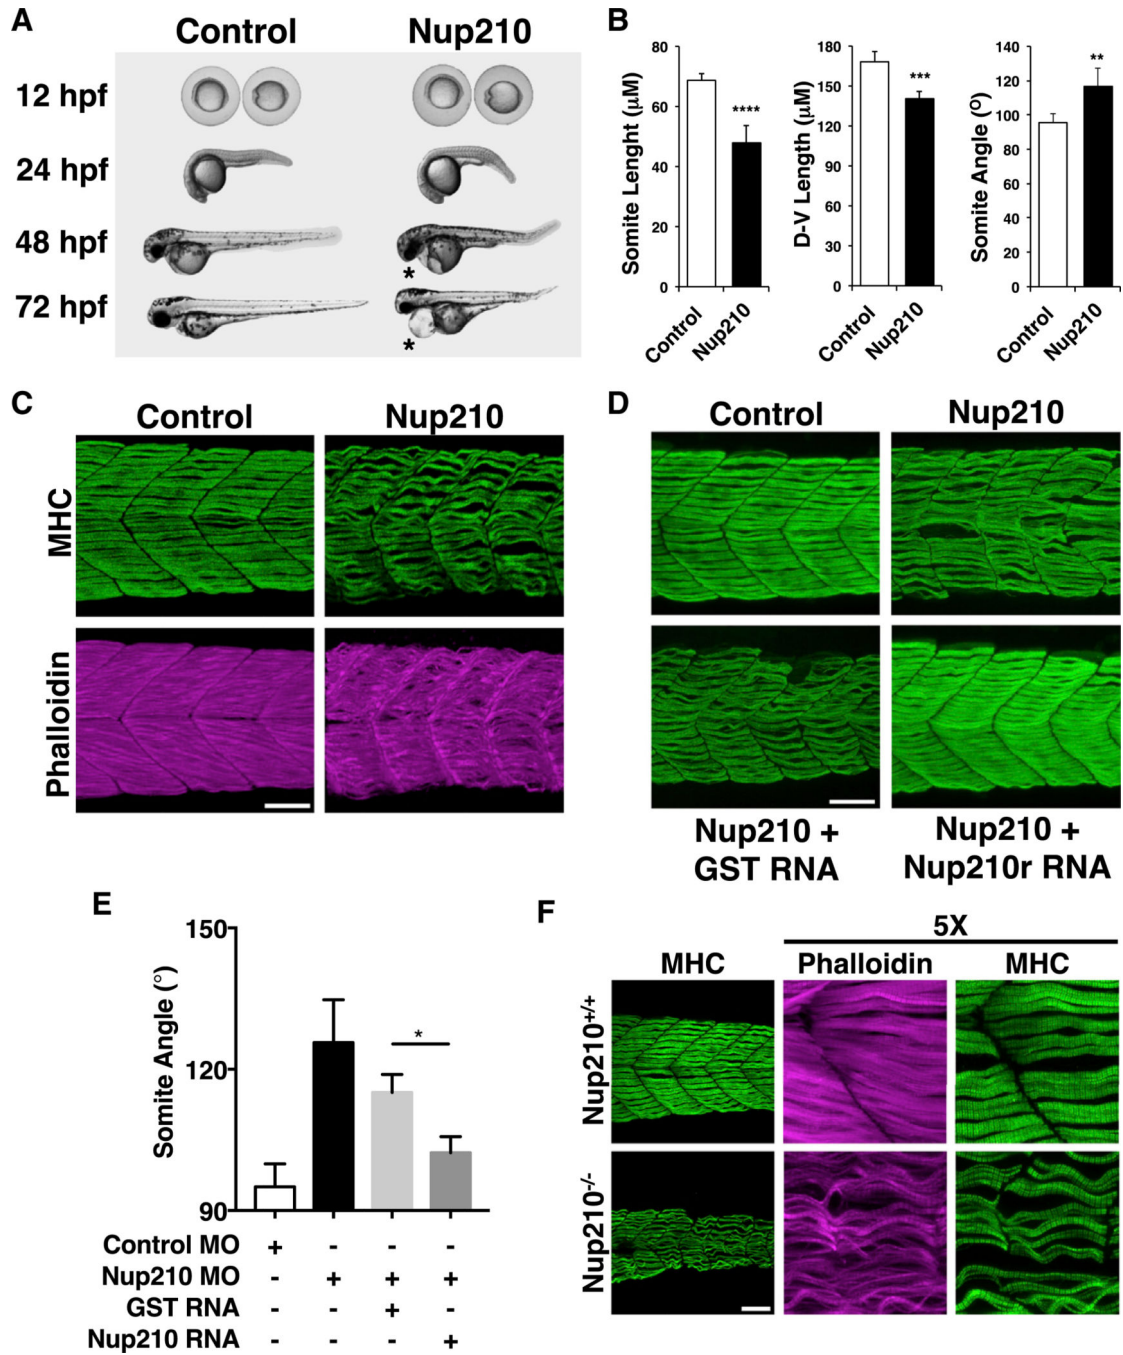 A
Control Nup210
12 hpf
24 hpf
48 hpf
*
72 hpf
*
B
Somite Lenght (μM)
80
60
40
20
0
****
Control
Nup210
D-V Length (μM)
180
150
120
90
60
30
0
***
Control
Nup210
Somite Angle (O)
140
120
100
80
60
40
20
0
**
Control
Nup210
C
Control Nup210
MHC
Phalloidin
D
Control Nup210
Nup210 +
GST RNA
Nup210 +
Nup210r RNA
E
Somite Angle (°)
150
120
90
*
Control MO + - - -
Nup210 MO - + + +
GST RNA - - + -
Nup210 RNA - - - +
F
5X
MHC Phalloidin MHC
Nup210+/+
Nup210-/-